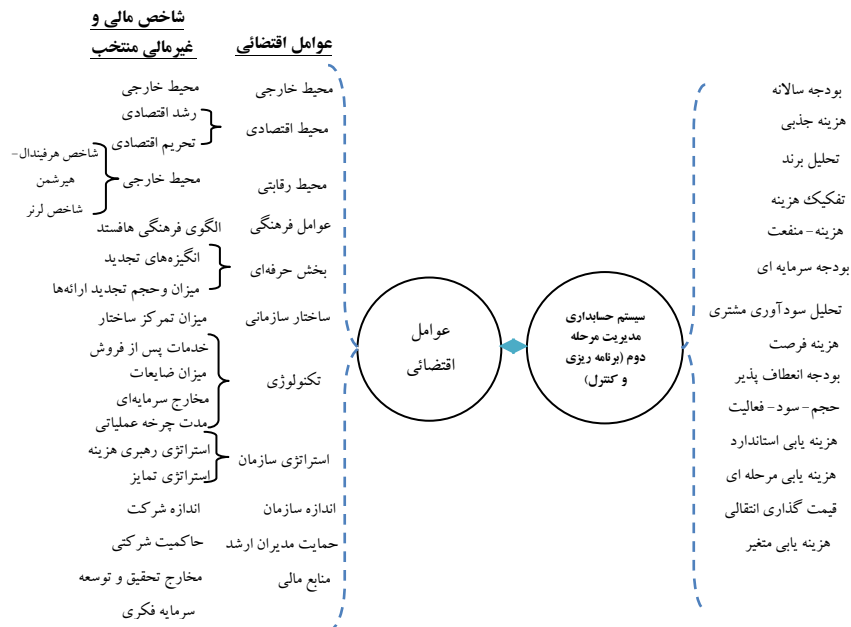 شاخص مالی و
غیرمالی منتخب
عوامل اقتضائی
بودجه سالانه
هزینه جذبی
تحلیل برند
تفکیک هزینه
هزینه- منفعت
بودجه سرمایه ای
تحلیل سودآوری مشتری
هزینه فرصت
بودجه انعطاف پذیر
حجم- سود- فعالیت
هزینه یابی استاندارد
هزینه یابی مرحله ای
قیمت گذاری انتقالی
هزینه یابی متغیر
سیستم حسابداری
مدیریت مرحله
دوم (برنامه ریزی
و کنترل)
عوامل
اقتضائی
محیط خارجی
محیط اقتصادی
محیط رقابتی
عوامل فرهنگی
بخش حرفه‌ای
ساختار سازمانی
تکنولوژی
استراتژی سازمان
اندازه سازمان
حمایت مدیران ارشد
منابع مالی
محیط خارجی
رشد اقتصادی
تحریم اقتصادی
محیط خارجی
شاخص هرفیندال-
هیرشمن
شاخص لرنر
الگوی فرهنگی هافستد
انگیزه‌های تجدید
میزان وحجم تجدید ارائه‌ها
میزان تمرکز ساختار
خدمات پس از فروش
میزان ضایعات
مخارج سرمایه‌ای
مدت چرخه عملیاتی
استراتژی رهبری هزینه
استراتژی تمایز
اندازه شرکت
حاکمیت شرکتی
مخارج تحقیق و توسعه
سرمایه فکری